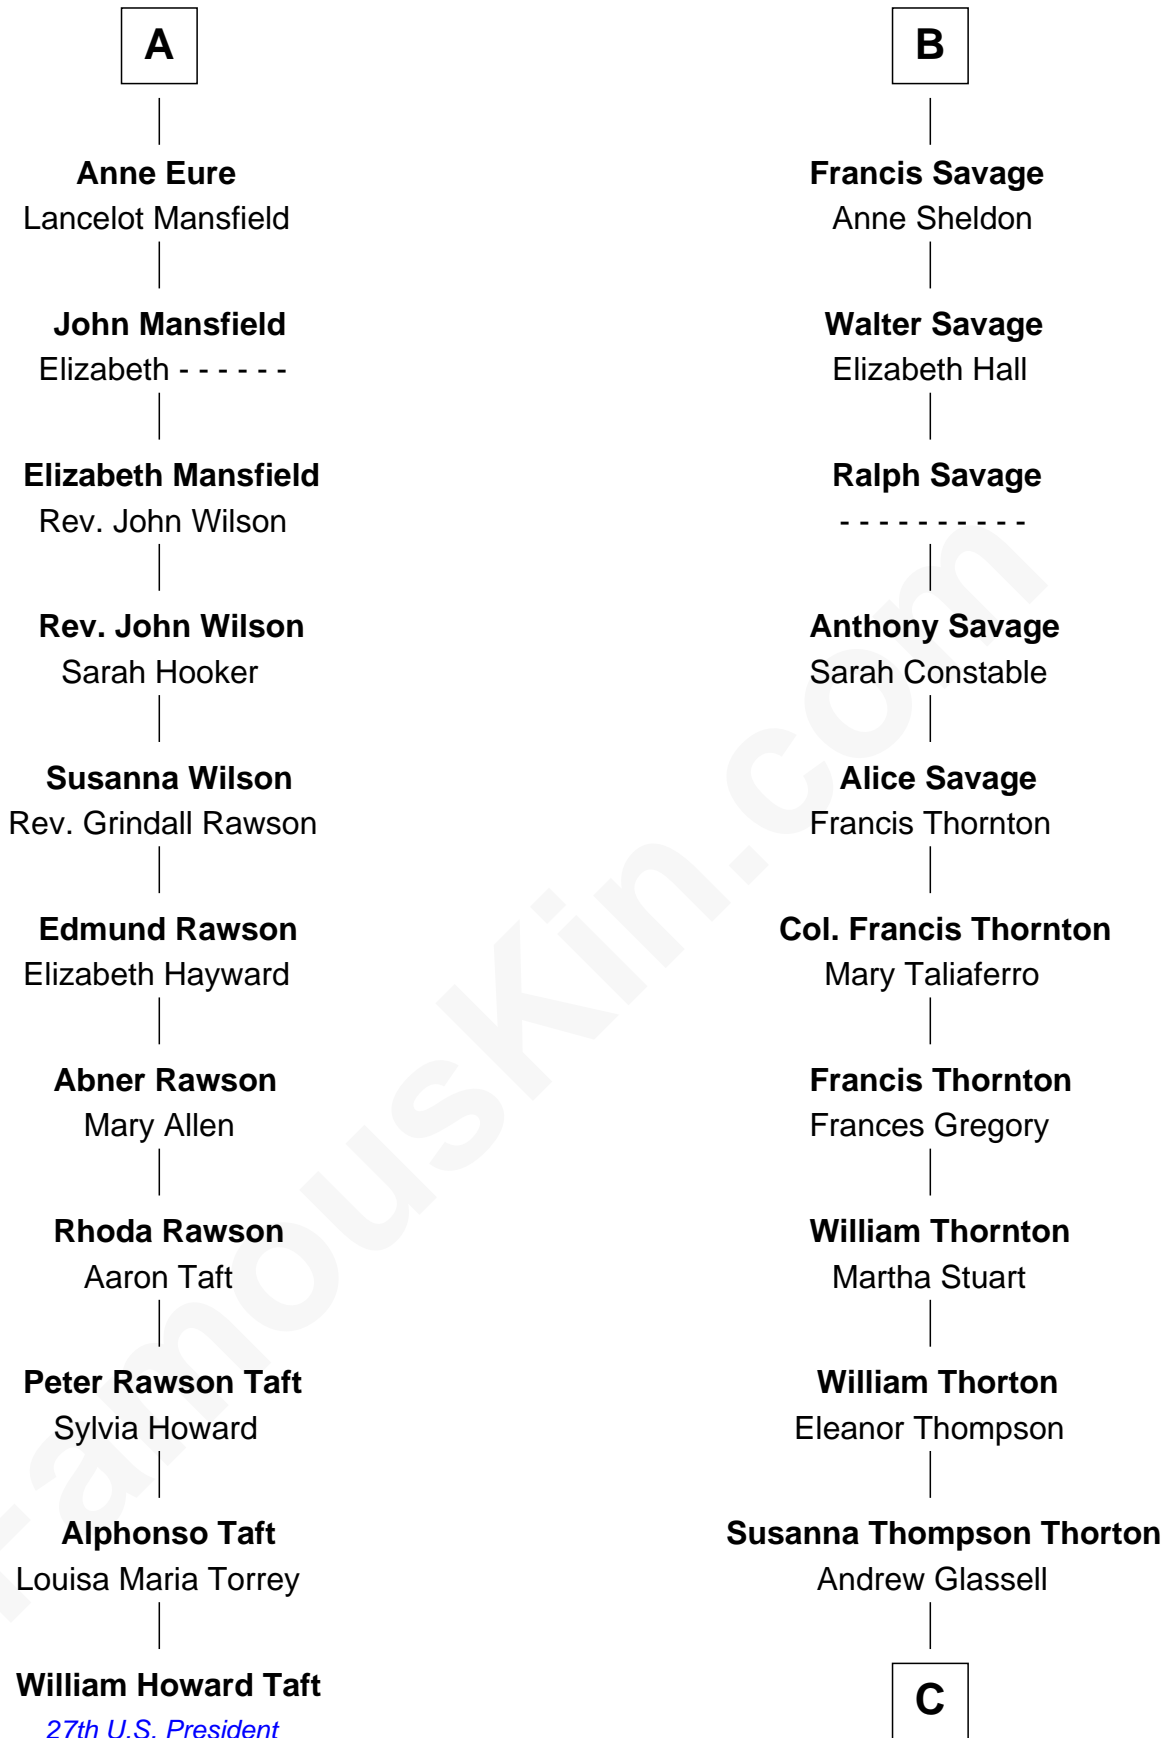 A
Anne Eure
Lancelot Mansfield
John Mansfield
Elizabeth - - - - - -
Elizabeth Mansfield
Rev. John Wilson
Rev. John Wilson
Sarah Hooker
Susanna Wilson
Rev. Grindall Rawson
Edmund Rawson
Elizabeth Hayward
Abner Rawson
Mary Allen
Rhoda Rawson
Aaron Taft
Peter Rawson Taft
Sylvia Howard
Alphonso Taft
Louisa Maria Torrey
William Howard Taft
27th U.S. President
B
Francis Savage
Anne Sheldon
Walter Savage
Elizabeth Hall
Ralph Savage
- - - - - - - - - -
Anthony Savage
Sarah Constable
Alice Savage
Francis Thornton
Col. Francis Thornton
Mary Taliaferro
Francis Thornton
Frances Gregory
William Thornton
Martha Stuart
William Thorton
Eleanor Thompson
Susanna Thompson Thorton
Andrew Glassell
C
FamousKin.com